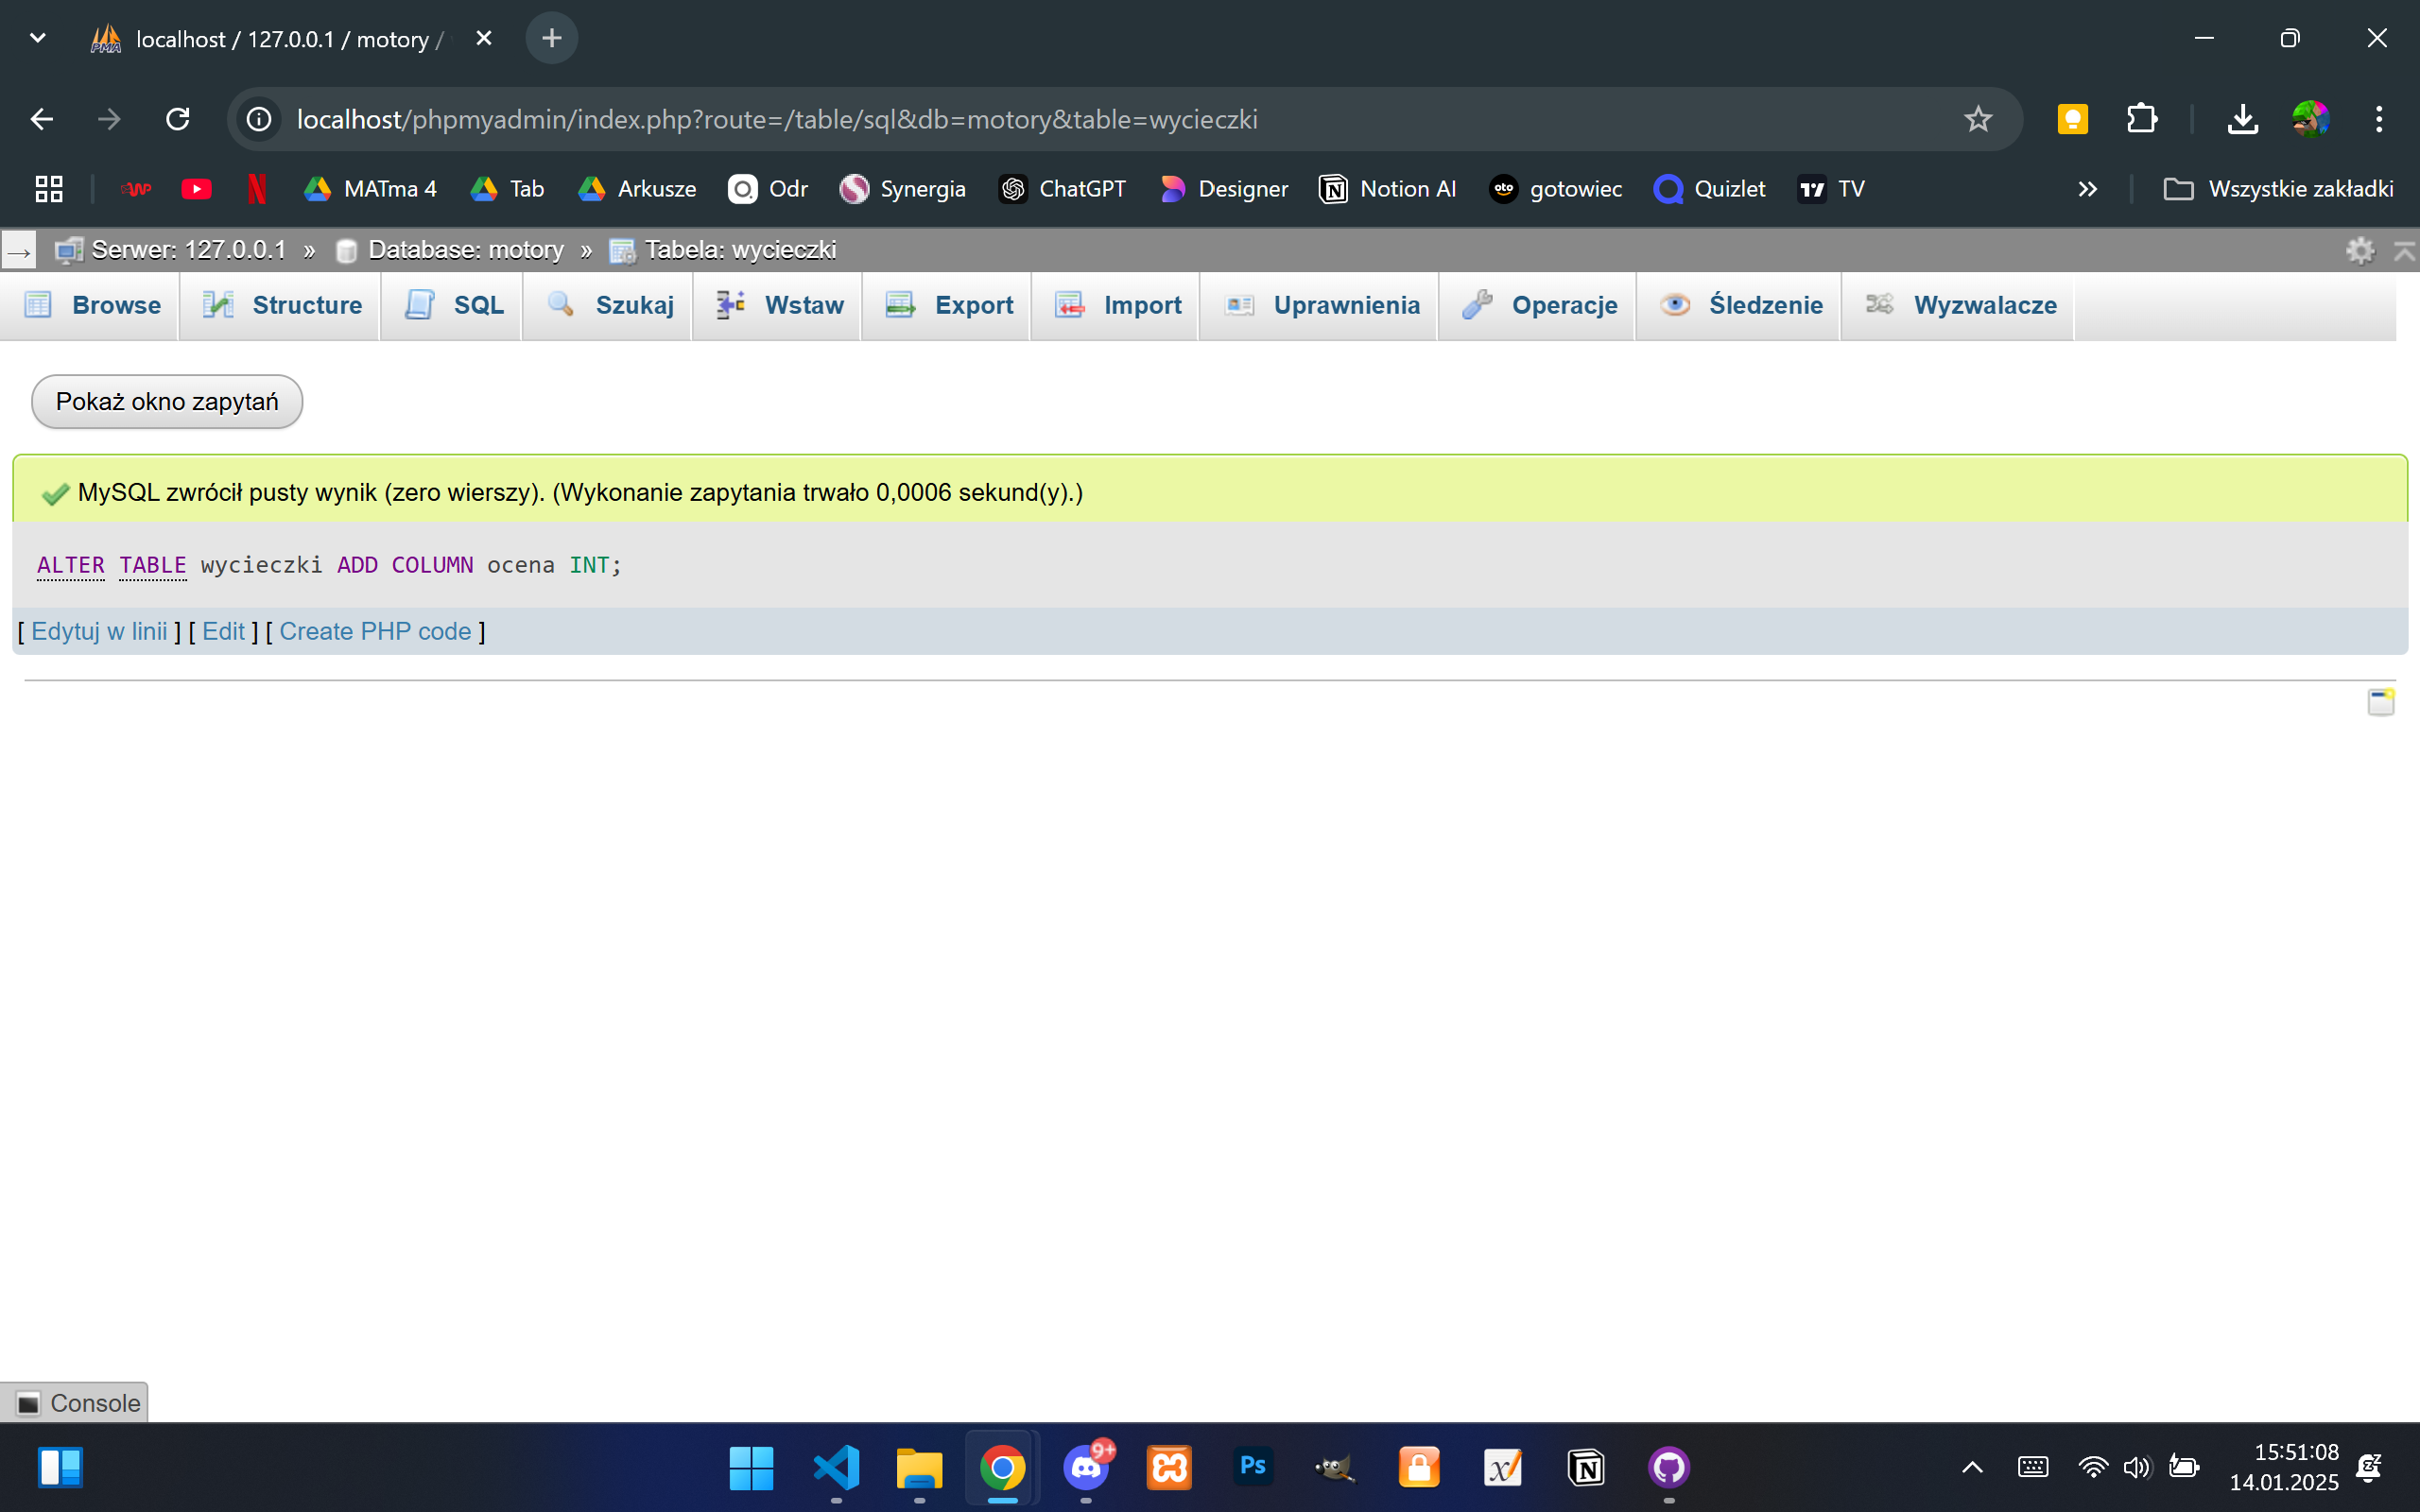 localhost / 127.0.0.1 / motory /
localhost/phpmyadmin/index.php?route=/table/sql&db=motory&table=wycieczki
WP MATma 4 Tab Arkusze Odr Synergia ChatGPT Designer Notion AI oto gotowiec Quizlet TV » Wszystkie zakładki
→ Serwer: 127.0.0.1 » Database: motory » Tabela: wycieczki
Browse Structure SQL Szukaj Wstaw Export Import Uprawnienia Operacje Śledzenie Wyzwalacze
Pokaż okno zapytań
MySQL zwrócił pusty wynik (zero wierszy). (Wykonanie zapytania trwało 0,0006 sekund(y).)
ALTER TABLE wycieczki ADD COLUMN ocena INT;
[ Edytuj w linii ] [ Edit ] [ Create PHP code ]
Console
9+
Ps
15:51:08
14.01.2025